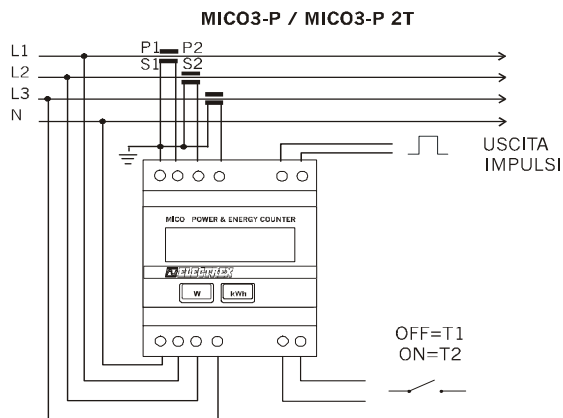 MICO3-P / MICO3-P 2T
L1
P1 P2
L2
S1 S2
L3
N
USCITA
IMPULSI
MICO POWER & ENERGY COUNTER
W
kWh
OFF=T1
ON=T2